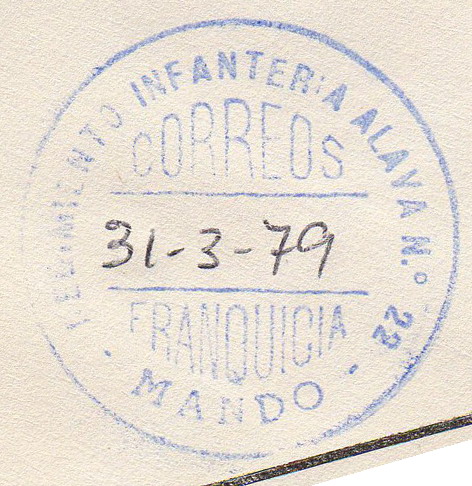 REGIMIENTO INFANTERIA ALAVA N.º 22
CORREOS
31-3-79
FRANQUICIA
· MANDO ·